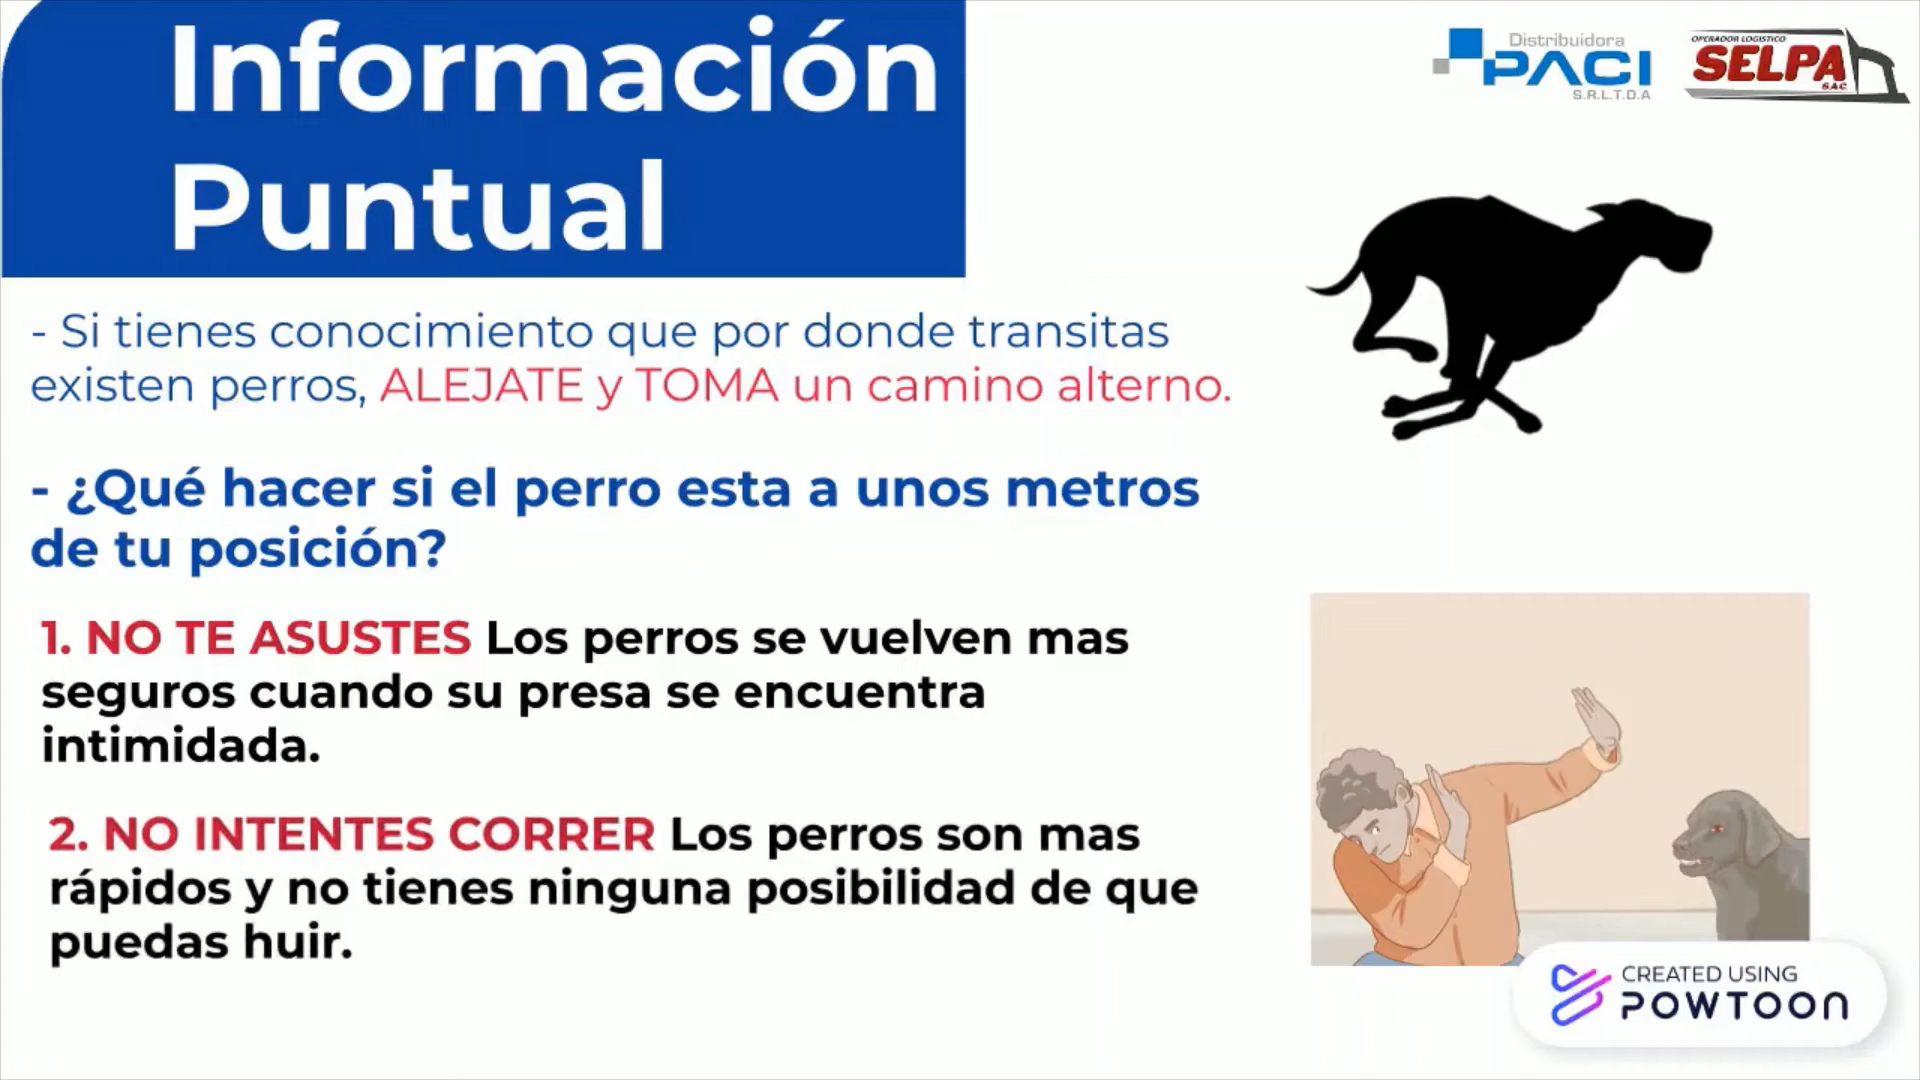 Información
Puntual
Distribuidora
PACI
S.R.L.T.D.A
OPERADOR LOGISTICO
SELPA
S.A.C
- Si tienes conocimiento que por donde transitas
existen perros, ALEJATE y TOMA un camino alterno.
- ¿Qué hacer si el perro esta a unos metros
de tu posición?
1. NO TE ASUSTES Los perros se vuelven mas
seguros cuando su presa se encuentra
intimidada.
2. NO INTENTES CORRER Los perros son mas
rápidos y no tienes ninguna posibilidad de que
puedas huir.
CREATED USING
POWTOON